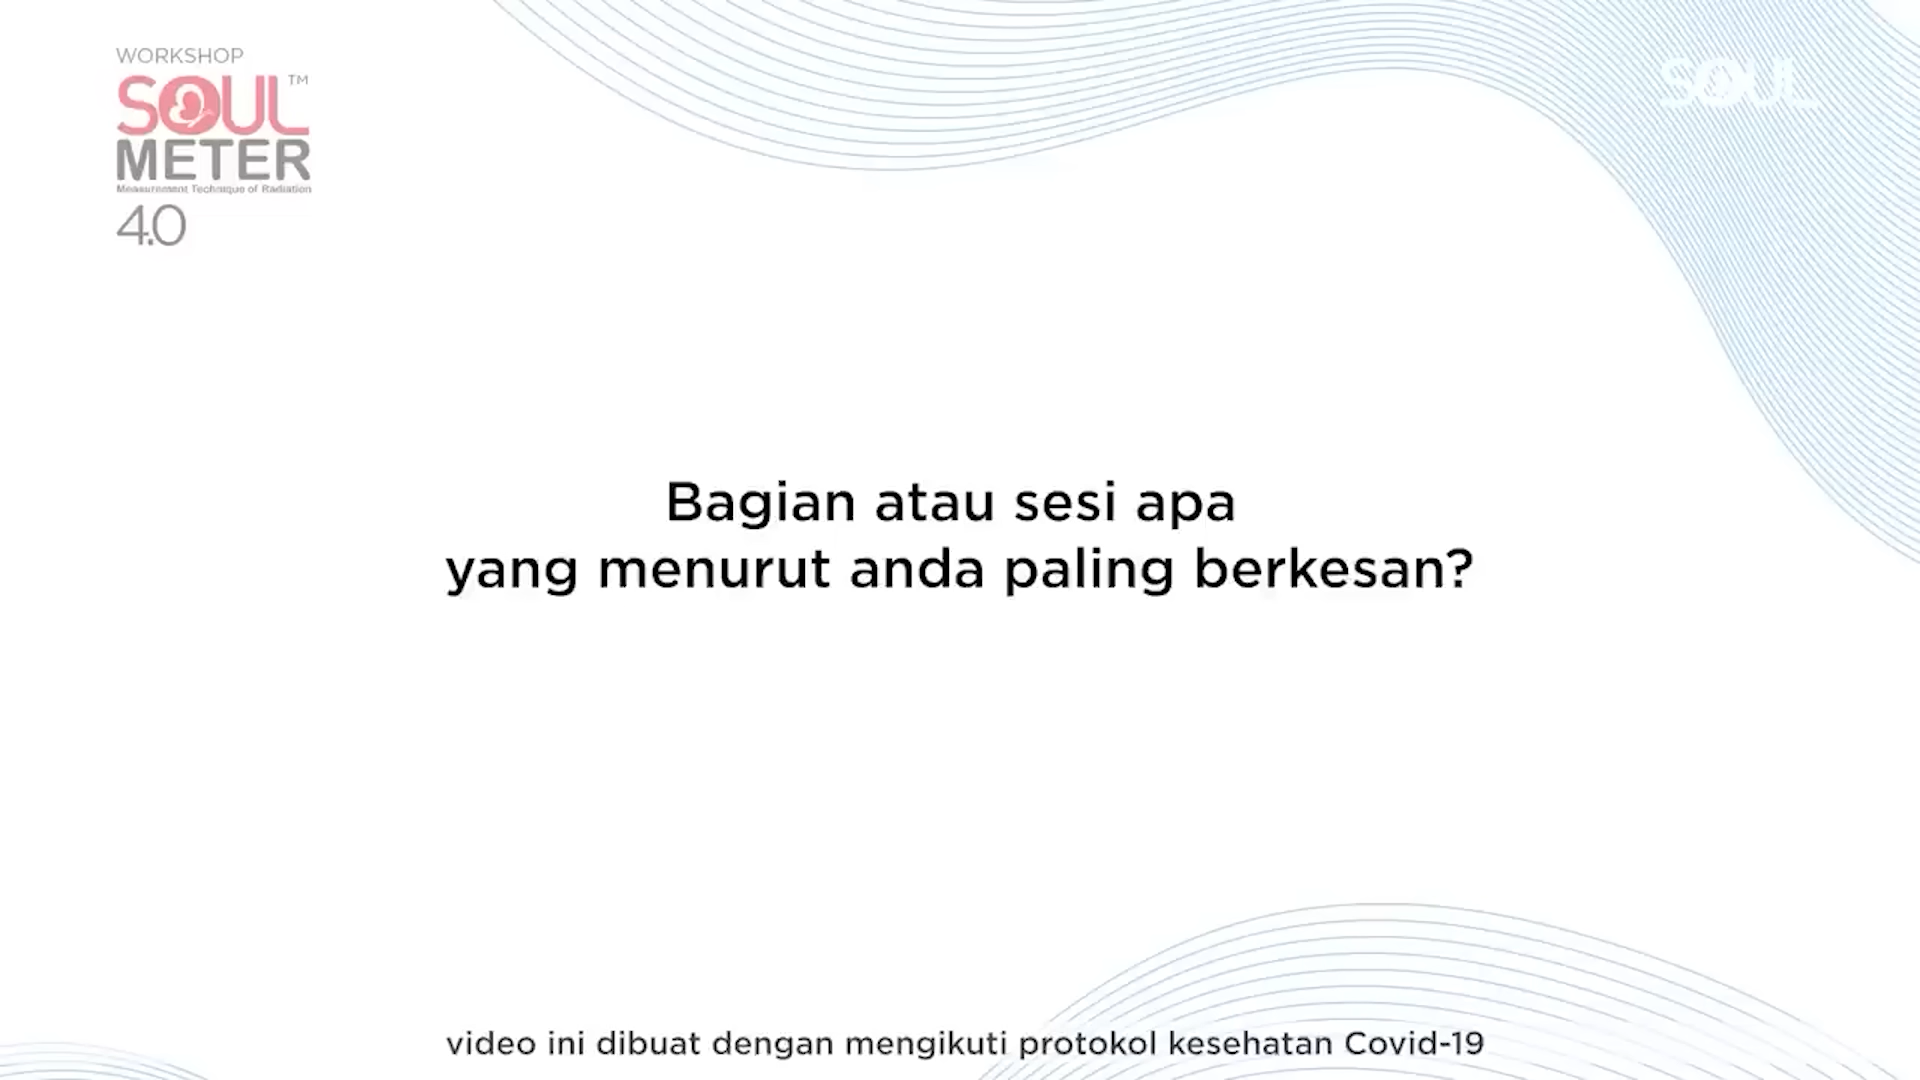 WORKSHOP
SOUL™
METER
Measurement Technique of Radiation
4.0
SOUL
Bagian atau sesi apa
yang menurut anda paling berkesan?
video ini dibuat dengan mengikuti protokol kesehatan Covid-19